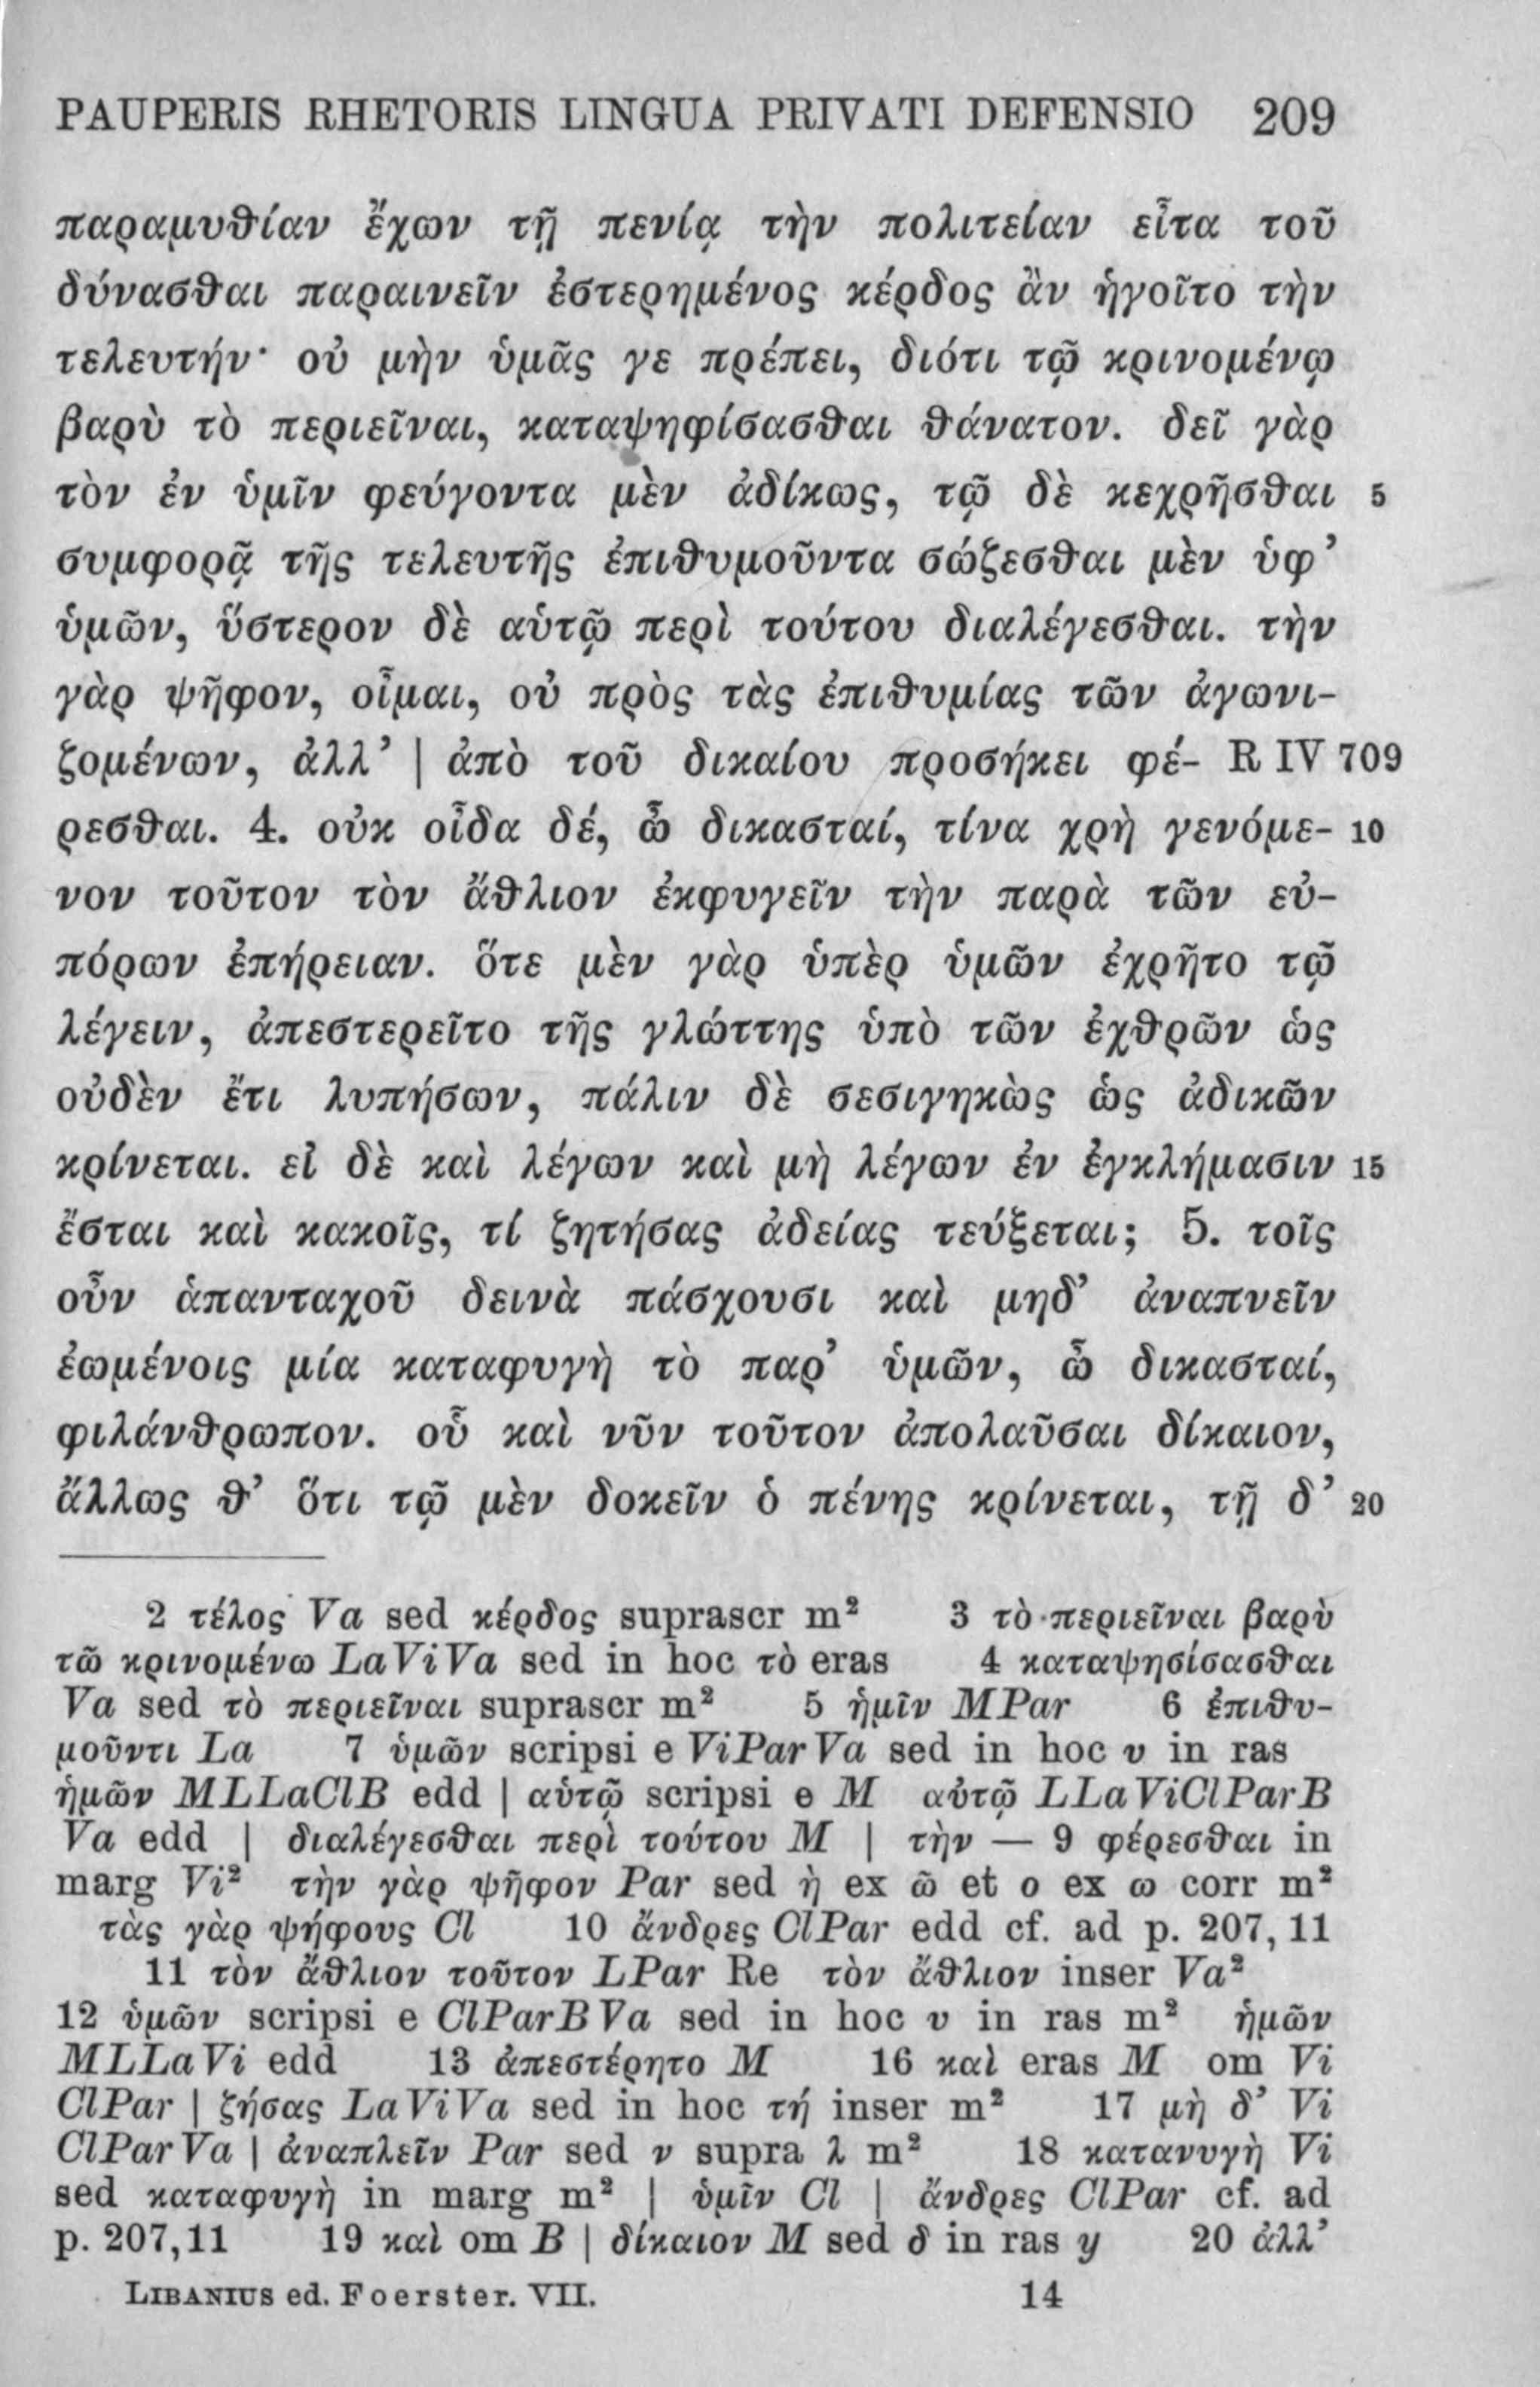 PAUPERIS RHETORIS LINGUA PRIVATI DEFENSIO 209
παραμυθίαν ἔχων τῇ πενίᾳ τὴν πολιτείαν εἶτα τοῦ
δύνασθαι παραινεῖν ἐστερημένος κέρδος ἂν ἡγοῖτο τὴν
τελευτήν· οὐ μὴν ὑμᾶς γε πρέπει, διότι τῷ κρινομένῳ
βαρὺ τὸ περιεῖναι, καταψηφίσασθαι θάνατον. δεῖ γὰρ
τὸν ἐν ὑμῖν φεύγοντα μὲν ἀδίκως, τῷ δὲ κεχρῆσθαι 5
συμφορᾷ τῆς τελευτῆς ἐπιθυμοῦντα σώζεσθαι μὲν ὑφ’
ὑμῶν, ὕστερον δὲ αὑτῷ περὶ τούτου διαλέγεσθαι. τὴν
γὰρ ψῆφον, οἶμαι, οὐ πρὸς τὰς ἐπιθυμίας τῶν ἀγωνι-
ζομένων, ἀλλ’ | ἀπὸ τοῦ δικαίου προσήκει φέ- R IV 709
ρεσθαι. 4. οὐκ οἶδα δέ, ὦ δικασταί, τίνα χρὴ γενόμε- 10
νον τοῦτον τὸν ἄθλιον ἐκφυγεῖν τὴν παρὰ τῶν εὐ-
πόρων ἐπήρειαν. ὅτε μὲν γὰρ ὑπὲρ ὑμῶν ἐχρῆτο τῷ
λέγειν, ἀπεστερεῖτο τῆς γλώττης ὑπὸ τῶν ἐχθρῶν ὡς
οὐδὲν ἔτι λυπήσων, πάλιν δὲ σεσιγηκὼς ὡς ἀδικῶν
κρίνεται. εἰ δὲ καὶ λέγων καὶ μὴ λέγων ἐν ἐγκλήμασιν 15
ἔσται καὶ κακοῖς, τί ζητήσας ἀδείας τεύξεται; 5. τοῖς
οὖν ἁπανταχοῦ δεινὰ πάσχουσι καὶ μηδ’ ἀναπνεῖν
ἐωμένοις μία καταφυγὴ τὸ παρ’ ὑμῶν, ὦ δικασταί,
φιλάνθρωπον. οὗ καὶ νῦν τοῦτον ἀπολαῦσαι δίκαιον,
ἄλλως θ’ ὅτι τῷ μὲν δοκεῖν ὁ πένης κρίνεται, τῇ δ’ 20
2 τέλος Va sed κέρδος suprascr m² 3 τὸ περιεῖναι βαρὺ
τῶ κρινομένω LaViVa sed in hoc τὸ eras 4 καταψησίσασθαι
Va sed τὸ περιεῖναι suprascr m² 5 ἡμῖν MPar 6 ἐπιθυ-
μοῦντι La 7 ὑμῶν scripsi e ViParVa sed in hoc υ in ras
ἡμῶν MLLaClB edd | αὑτῷ scripsi e M αὐτῷ LLaViClParB
Va edd | διαλέγεσθαι περὶ τούτου M | τὴν — 9 φέρεσθαι in
marg Vi² τὴν γὰρ ψῆφον Par sed ὴ ex ῶ et ο ex ω corr m²
τὰς γὰρ ψήφους Cl 10 ἄνδρες ClPar edd cf. ad p. 207, 11
11 τὸν ἄθλιον τοῦτον LPar Re τὸν ἄθλιον inser Va²
12 ὑμῶν scripsi e ClParBVa sed in hoc υ in ras m² ἡμῶν
MLLaVi edd 13 ἀπεστέρητο M 16 καὶ eras M om Vi
ClPar | ζήσας LaViVa sed in hoc τή inser m² 17 μὴ δ’ Vi
ClParVa | ἀναπλεῖν Par sed ν supra λ m² 18 κατανυγὴ Vi
sed καταφυγὴ in marg m² | ὑμῖν Cl | ἄνδρες ClPar cf. ad
p. 207,11 19 καὶ om B | δίκαιον M sed δ in ras y 20 ἀλλ’
LIBANIUS ed. Foerster. VII. 14